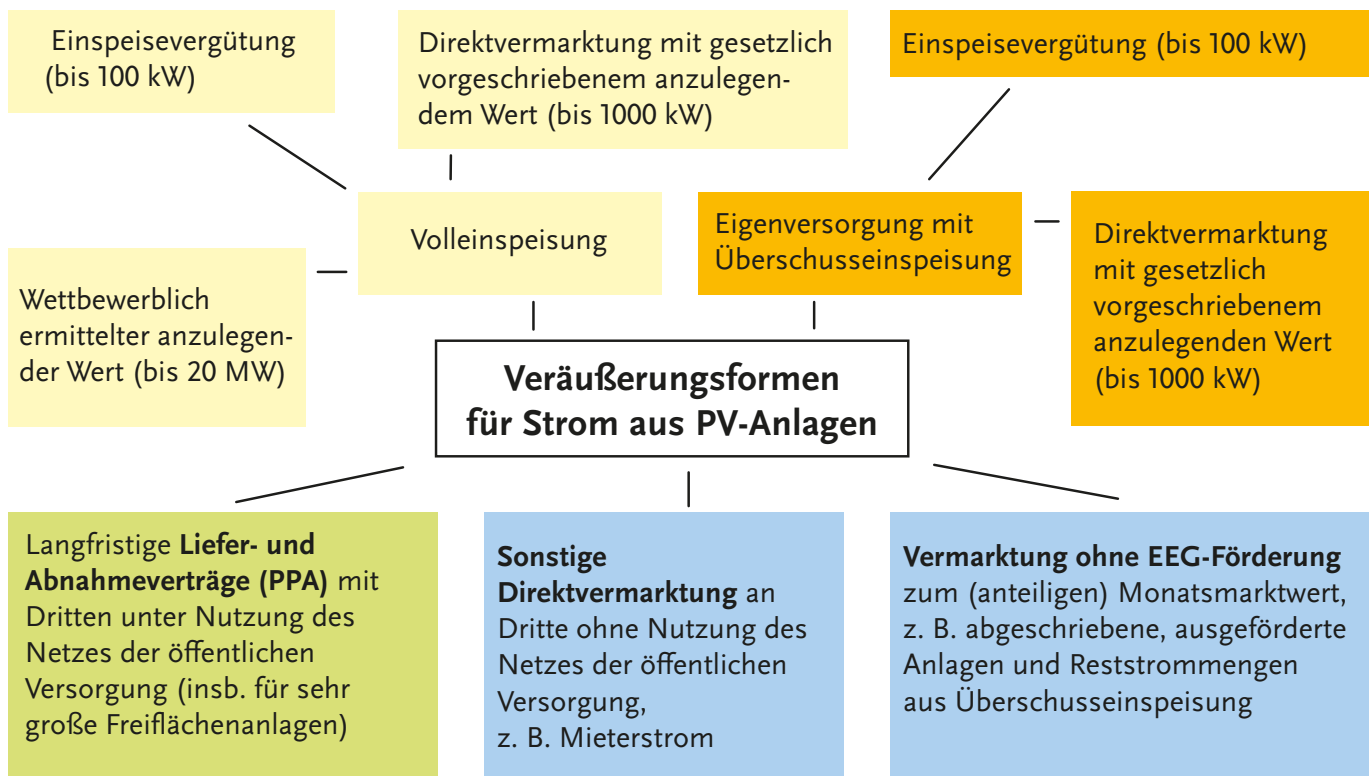 Einspeisevergütung
(bis 100 kW)
Direktvermarktung mit gesetzlich
vorgeschriebenem anzulegen-
dem Wert (bis 1000 kW)
Einspeisevergütung (bis 100 kW)
Volleinspeisung
Eigenversorgung mit
Überschusseinspeisung
Direktvermarktung
mit gesetzlich
vorgeschriebenem
anzulegenden Wert
(bis 1000 kW)
Wettbewerblich
ermittelter anzulegen-
der Wert (bis 20 MW)
Veräußerungsformen
für Strom aus PV-Anlagen
Langfristige Liefer- und
Abnahmeverträge (PPA) mit
Dritten unter Nutzung des
Netzes der öffentlichen
Versorgung (insb. für sehr
große Freiflächenanlagen)
Sonstige
Direktvermarktung an
Dritte ohne Nutzung des
Netzes der öffentlichen
Versorgung,
z. B. Mieterstrom
Vermarktung ohne EEG-Förderung
zum (anteiligen) Monatsmarktwert,
z. B. abgeschriebene, ausgeförderte
Anlagen und Reststrommengen
aus Überschusseinspeisung